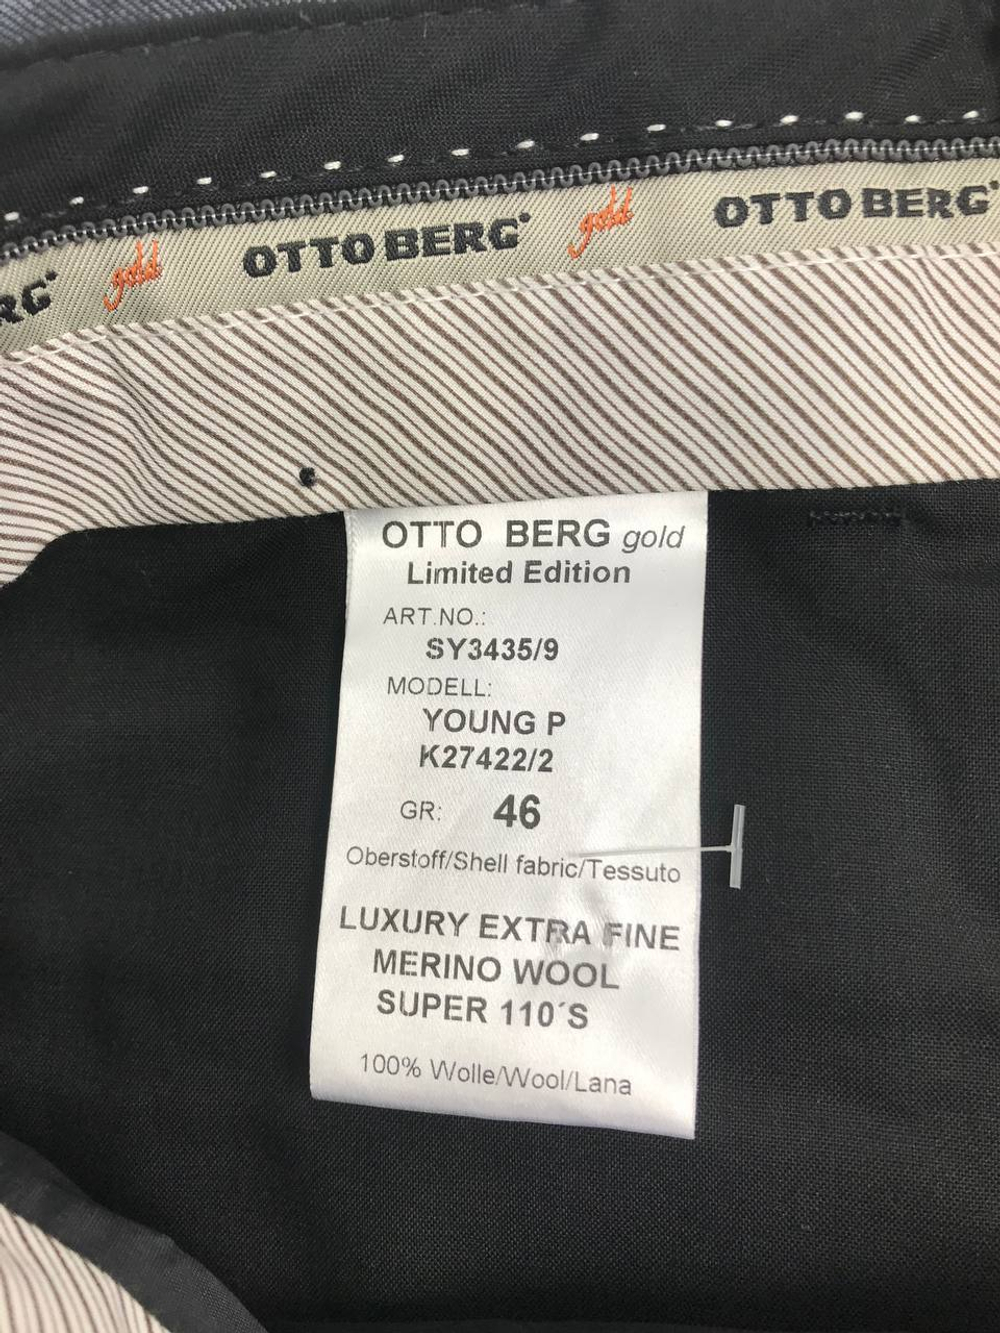 RG
gold
OTTO BERG
gold
OTTO BERG
OTTO BERG gold
Limited Edition
ART.NO.:
SY3435/9
MODELL:
YOUNG P
K27422/2
GR: 46
Oberstoff/Shell fabric/Tessuto
LUXURY EXTRA FINE
MERINO WOOL
SUPER 110´S
100% Wolle/Wool/Lana